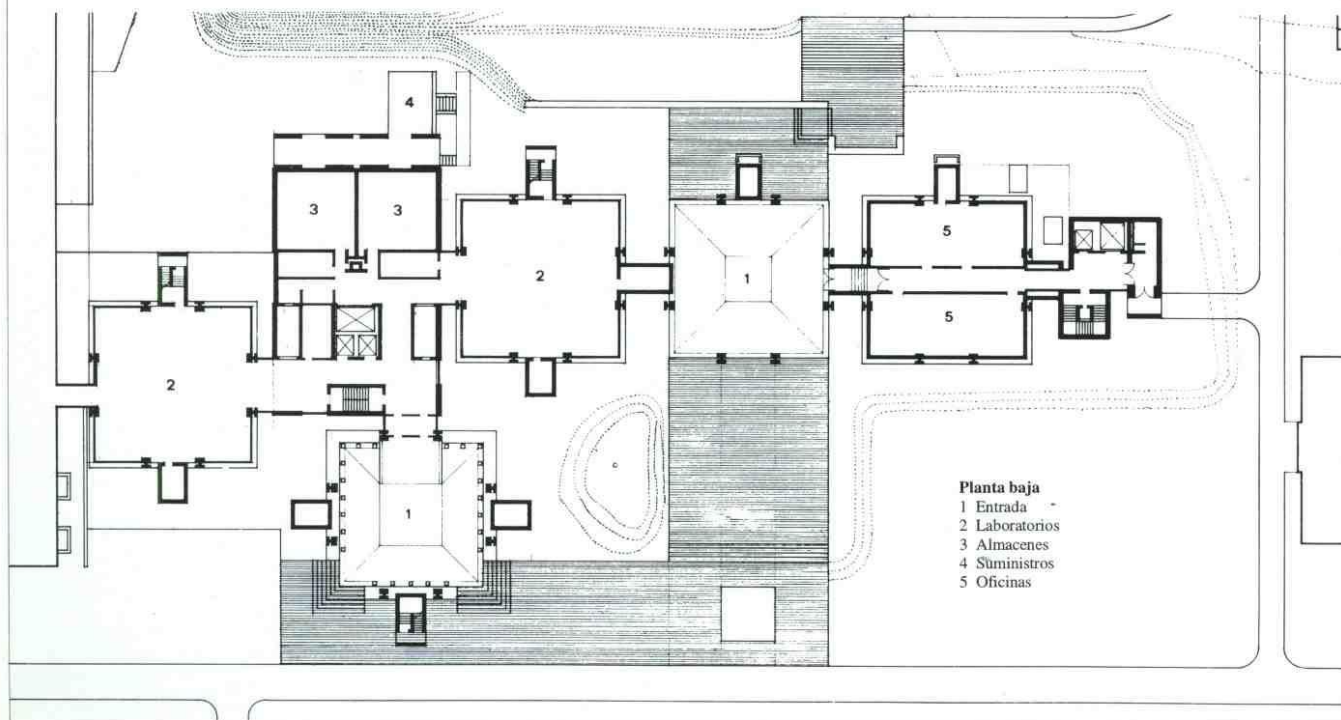 4
3 3
5
2
1
5
2
1
Planta baja
1 Entrada
2 Laboratorios
3 Almacenes
4 Suministros
5 Oficinas